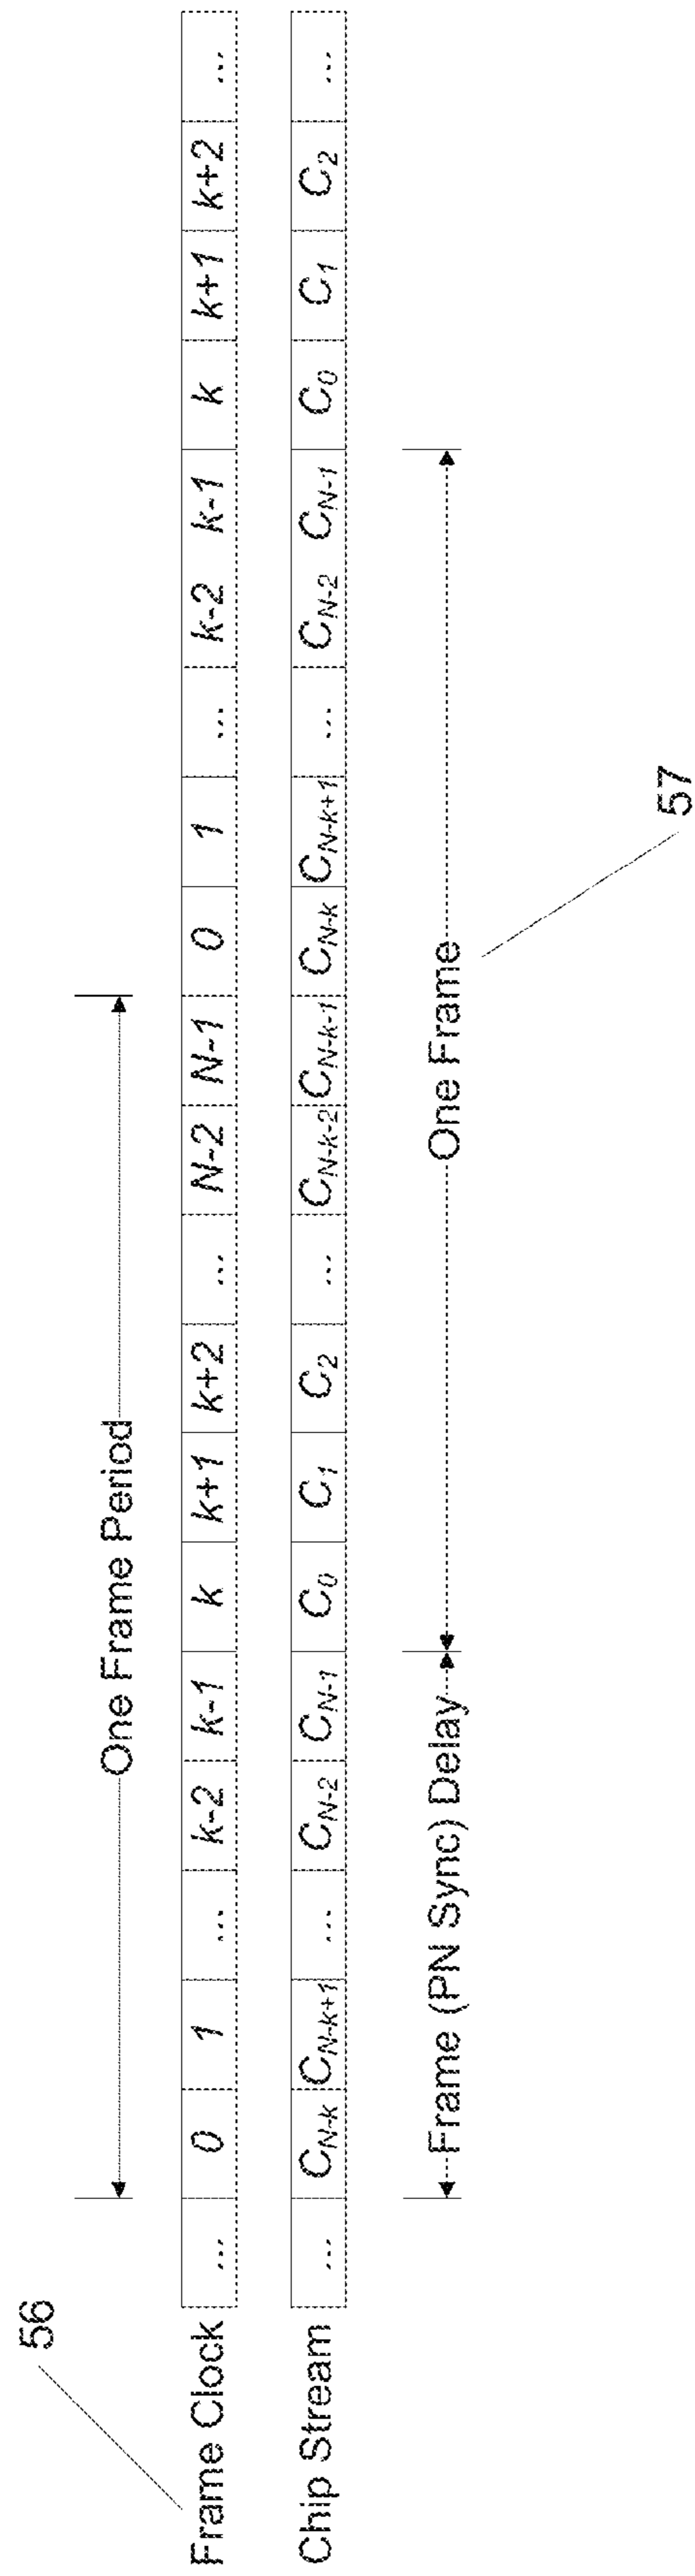 56
One Frame Period
Frame Clock ... 0 1 ... k-2 k-1 k k+1 k+2 ... N-2 N-1 0 1 ... k-2 k-1 k k+1 k+2 ...
Chip Stream ... C_{N-k} C_{N-k+1} ... C_{N-2} C_{N-1} C_0 C_1 C_2 ... C_{N-k-2} C_{N-k-1} C_{N-k} C_{N-k+1} ... C_{N-2} C_{N-1} C_0 C_1 C_2 ...
Frame (PN Sync) Delay One Frame
57